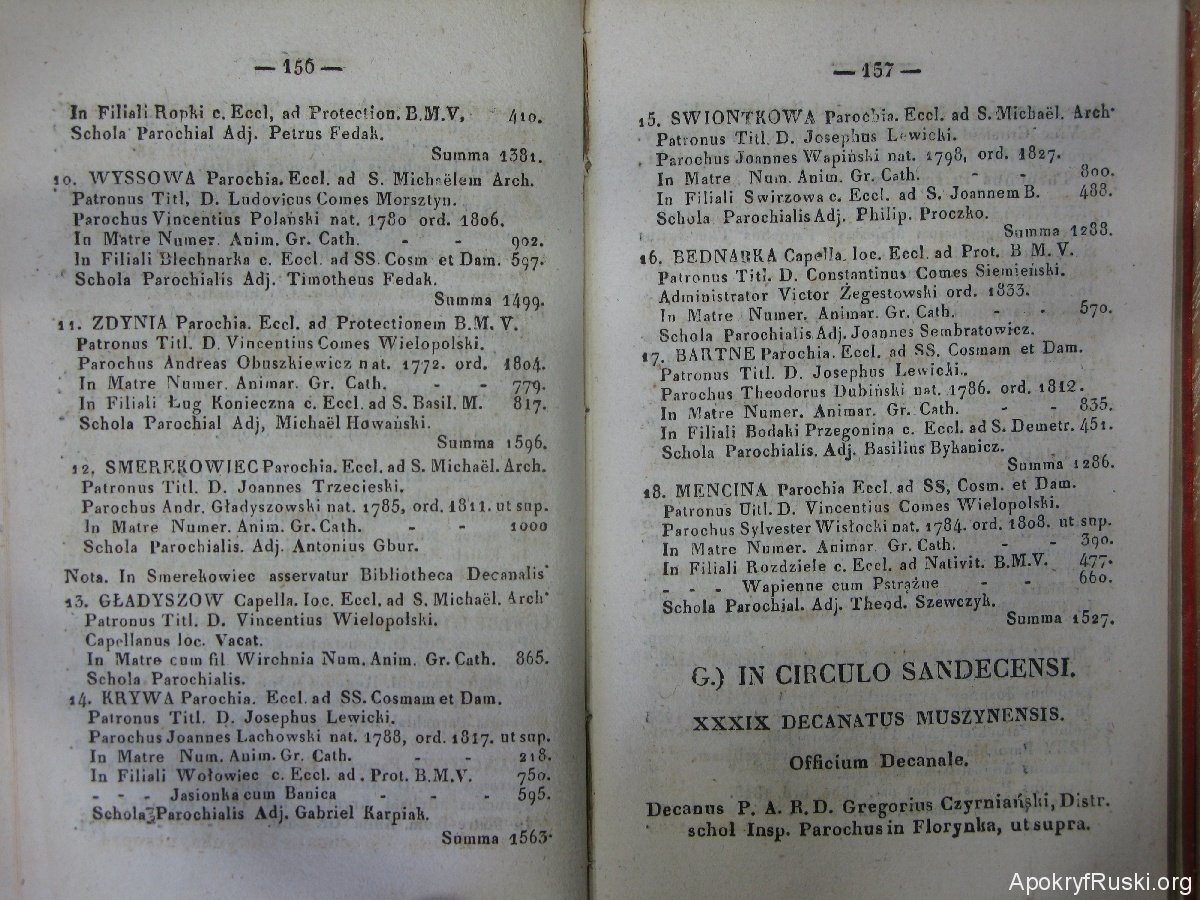 — 156 —
In Filiali Ropki c. Eccl, ad Protection. B.M.V, 410.
Schola Parochial Adj. Petrus Fedak.
Summa 1381.
10. WYSSOWA Parochia. Eccl. ad S. Michaëlem Arch.
Patronus Titl, D. Ludovicus Comes Morsztyn.
Parochus Vincentius Polański nat. 1780 ord. 1806.
In Matre Numer. Anim. Gr. Cath. - - 902.
In Filiali Blechnarka c. Eccl. ad SS. Cosm et Dam. 597.
Schola Parochialis Adj. Timotheus Fedak.
Summa 1499.
11. ZDYNIA Parochia. Eccl. ad Protectionem B.M.V.
Patronus Titl. D. Vincentius Comes Wielopolski.
Parochus Andreas Obuszkiewicz nat. 1772. ord. 1804.
In Matre Numer. Animar. Gr. Cath. - - 779.
In Filiali Ług Konieczna c. Eccl. ad S. Basil. M. 817.
Schola Parochial Adj, Michaël Howański.
Summa 1596.
12. SMEREKOWIEC Parochia. Eccl. ad S. Michaël. Arch.
Patronus Titl. D. Joannes Trzecieski.
Parochus Andr. Gładyszowski nat. 1785, ord. 1811. ut sup.
In Matre Numer. Anim. Gr. Cath. - - 1000
Schola Parochialis. Adj. Antonius Gbur.
Nota. In Smerekowiec asservatur Bibliotheca Decanalis
13. GŁADYSZOW Capella. loc. Eccl. ad S. Michaël. Arch.
Patronus Titl. D. Vincentius Wielopolski.
Capellanus loc. Vacat.
In Matre cum fil Wirchnia Num. Anim. Gr. Cath. 865.
Schola Parochialis.
14. KRYWA Parochia. Eccl. ad SS. Cosmam et Dam.
Patronus Titl. D. Josephus Lewicki.
Parochus Joannes Lachowski nat. 1788, ord. 1817. ut sup.
In Matre Num. Anim. Gr. Cath. - - 218.
In Filiali Wołowiec c. Eccl. ad. Prot. B.M.V. 750.
- - - Jasionka cum Banica - - - 595.
Schola Parochialis Adj. Gabriel Karpiak.
Summa 1563.
— 157 —
15. SWIONTKOWA Parochia. Eccl. ad S. Michaël. Arch.
Patronus Titl. D. Josephus Lewicki.
Parochus Joannes Wapiński nat. 1798, ord. 1827.
In Matre Num. Anim. Gr. Cath. - - 800.
In Filiali Swirzowa c. Eccl. ad S. Joannem B. 488.
Schola Parochialis Adj. Philip. Proczko.
Summa 1288.
16. BEDNARKA Capella. loc. Eccl. ad Prot. B M. V.
Patronus Titl. D. Constantinus Comes Siemieński.
Administrator Victor Żegestowski ord. 1833.
In Matre Numer. Animar. Gr. Cath. - - 570.
Schola Parochialis Adj. Joannes Sembratowicz.
17. BARTNE Parochia. Eccl. ad SS. Cosmam et Dam.
Patronus Titl. D. Josephus Lewicki.
Parochus Theodorus Dubiński nat. 1786. ord. 1812.
In Matre Numer. Animar. Gr. Cath. - - 835.
In Filiali Bodaki Przegonina c. Eccl. ad S. Demetr. 451.
Schola Parochialis. Adj. Basilius Bykanicz.
Summa 1286.
18. MENCINA Parochia Eccl. ad SS, Cosm. et Dam.
Patronus Uitl. D. Vincentius Comes Wielopolski.
Parochus Sylvester Wisłocki nat. 1784. ord. 1808. ut sup.
In Matre Numer. Animar. Gr. Cath. - - 390.
In Filiali Rozdziele c. Eccl. ad Nativit. B.M.V. 477.
- - - Wapienne cum Pstrążne - - 660.
Schola Parochial. Adj. Theod. Szewczyk.
Summa 1527.
G.) IN CIRCULO SANDECENSI.
XXXIX DECANATUS MUSZYNENSIS.
Officium Decanale.
Decanus P. A. R. D. Gregorius Czyrniański, Distr.
schol Insp. Parochus in Florynka, ut supra.
ApokryfRuski.org